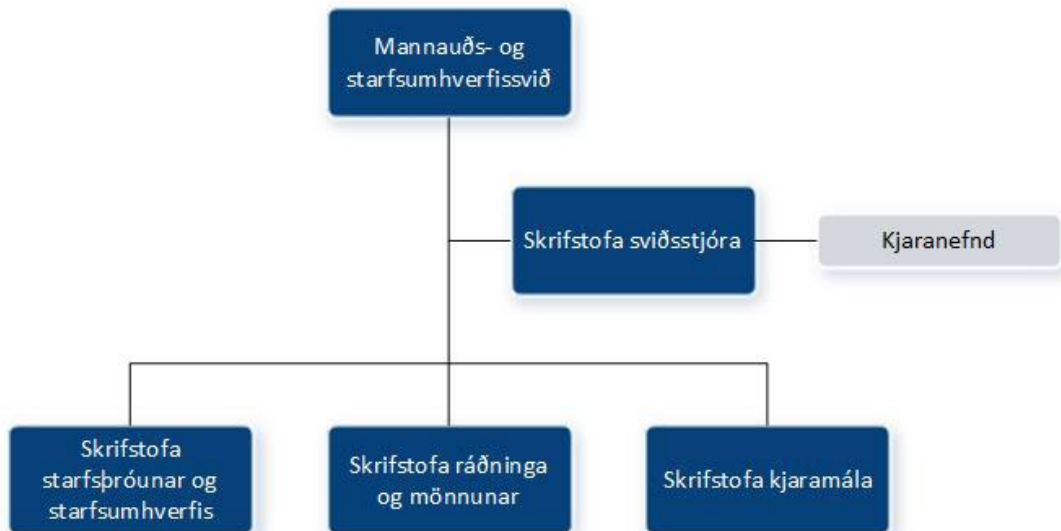 Mannauðs- og
starfsumhverfissvið
Skrifstofa sviðsstjóra
Kjaranefnd
Skrifstofa
starfsþróunar og
starfsumhverfis
Skrifstofa ráðninga
og mönnunar
Skrifstofa kjaramála